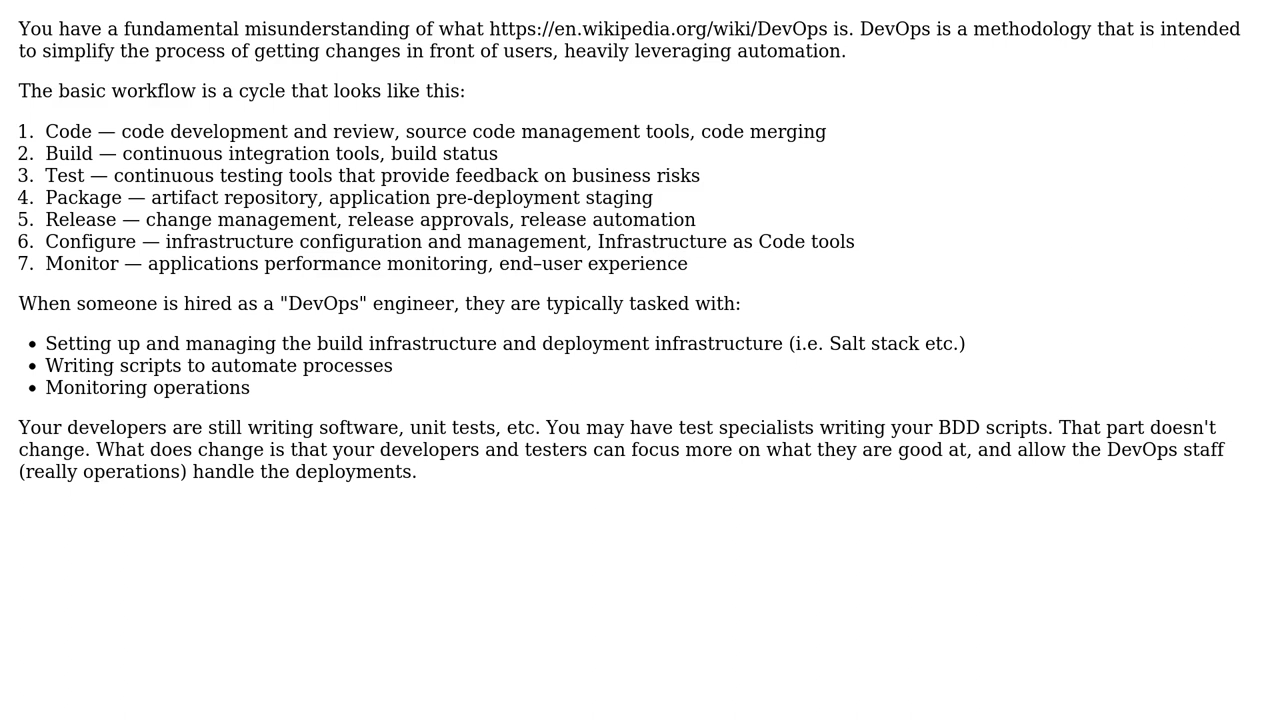 You have a fundamental misunderstanding of what https://en.wikipedia.org/wiki/DevOps is. DevOps is a methodology that is intended
to simplify the process of getting changes in front of users, heavily leveraging automation.
The basic workflow is a cycle that looks like this:
1. Code — code development and review, source code management tools, code merging
2. Build — continuous integration tools, build status
3. Test — continuous testing tools that provide feedback on business risks
4. Package — artifact repository, application pre-deployment staging
5. Release — change management, release approvals, release automation
6. Configure — infrastructure configuration and management, Infrastructure as Code tools
7. Monitor — applications performance monitoring, end–user experience
When someone is hired as a "DevOps" engineer, they are typically tasked with:
• Setting up and managing the build infrastructure and deployment infrastructure (i.e. Salt stack etc.)
• Writing scripts to automate processes
• Monitoring operations
Your developers are still writing software, unit tests, etc. You may have test specialists writing your BDD scripts. That part doesn't
change. What does change is that your developers and testers can focus more on what they are good at, and allow the DevOps staff
(really operations) handle the deployments.